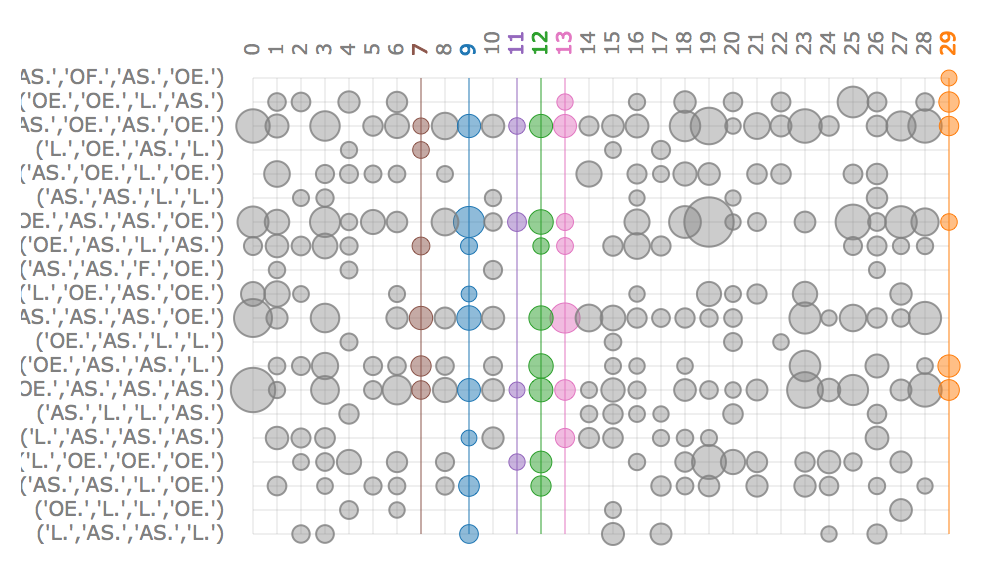 0 1 2 3 4 5 6 7 8 9 10 11 12 13 14 15 16 17 18 19 20 21 22 23 24 25 26 27 28 29
AS.','OF.','AS.','OE.')
('OE.','OE.','L.','AS.')
AS.','OE.','AS.','OE.')
('L.','OE.','AS.','L.')
('AS.','OE.','L.','OE.')
('AS.','AS.','L.','L.')
OE.','AS.','AS.','OE.')
('OE.','AS.','L.','AS.')
('AS.','AS.','F.','OE.')
('L.','OE.','AS.','OE.')
AS.','AS.','AS.','OE.')
('OE.','AS.','L.','L.')
('OE.','AS.','AS.','L.')
OE.','AS.','AS.','AS.')
('AS.','L.','L.','AS.')
('L.','AS.','AS.','AS.')
('L.','OE.','OE.','OE.')
('AS.','AS.','L.','OE.')
('OE.','L.','L.','OE.')
('L.','AS.','AS.','L.')